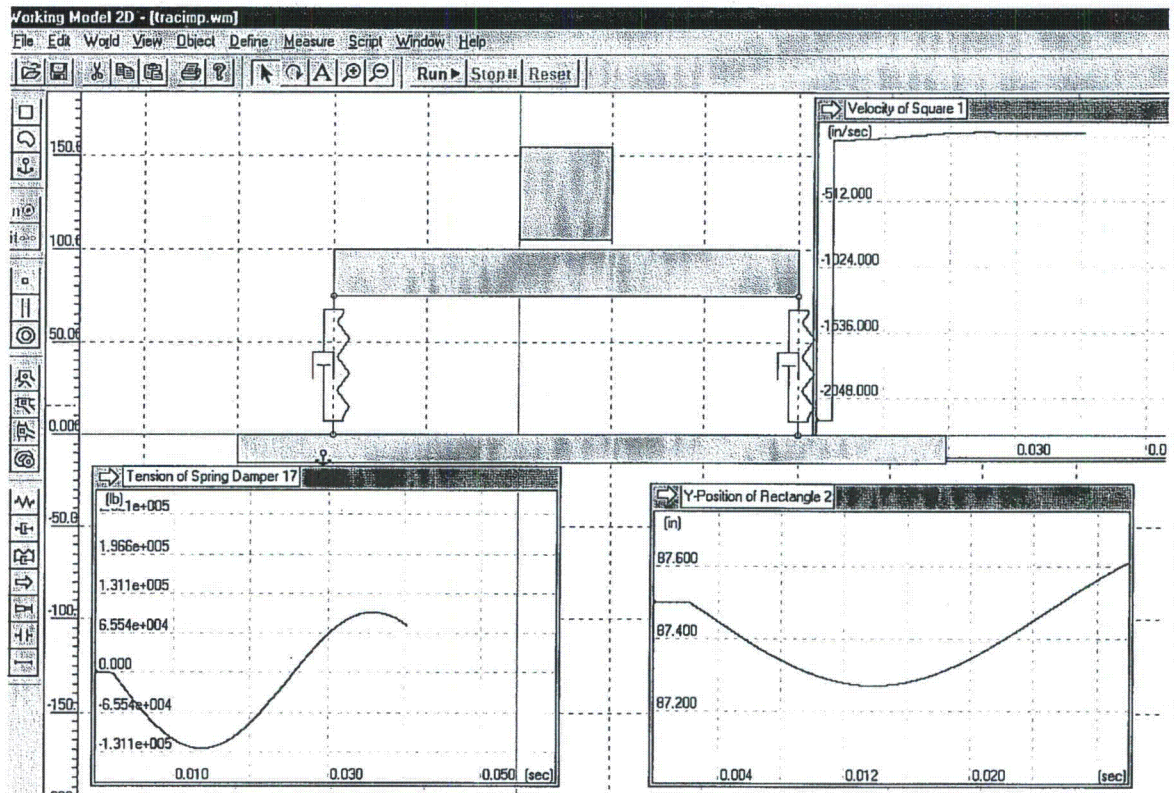 Working Model 2D - [tracimp.wm]
File Edit World View Object Define Measure Script Window Help
A Run Stop Reset
Velocity of Square 1
(in/sec)
-512.000
-1024.000
-1536.000
-2048.000
0.030
150.0
100.0
50.00
0.000
-50.0
-100.
-150.
Tension of Spring Damper 17
(lb)
1.966e+005
1.311e+005
6.554e+004
0.000
-6.554e+004
-1.311e+005
0.010 0.030 0.050 (sec)
Y-Position of Rectangle 2
(in)
87.600
87.400
87.200
0.004 0.012 0.020 (sec)